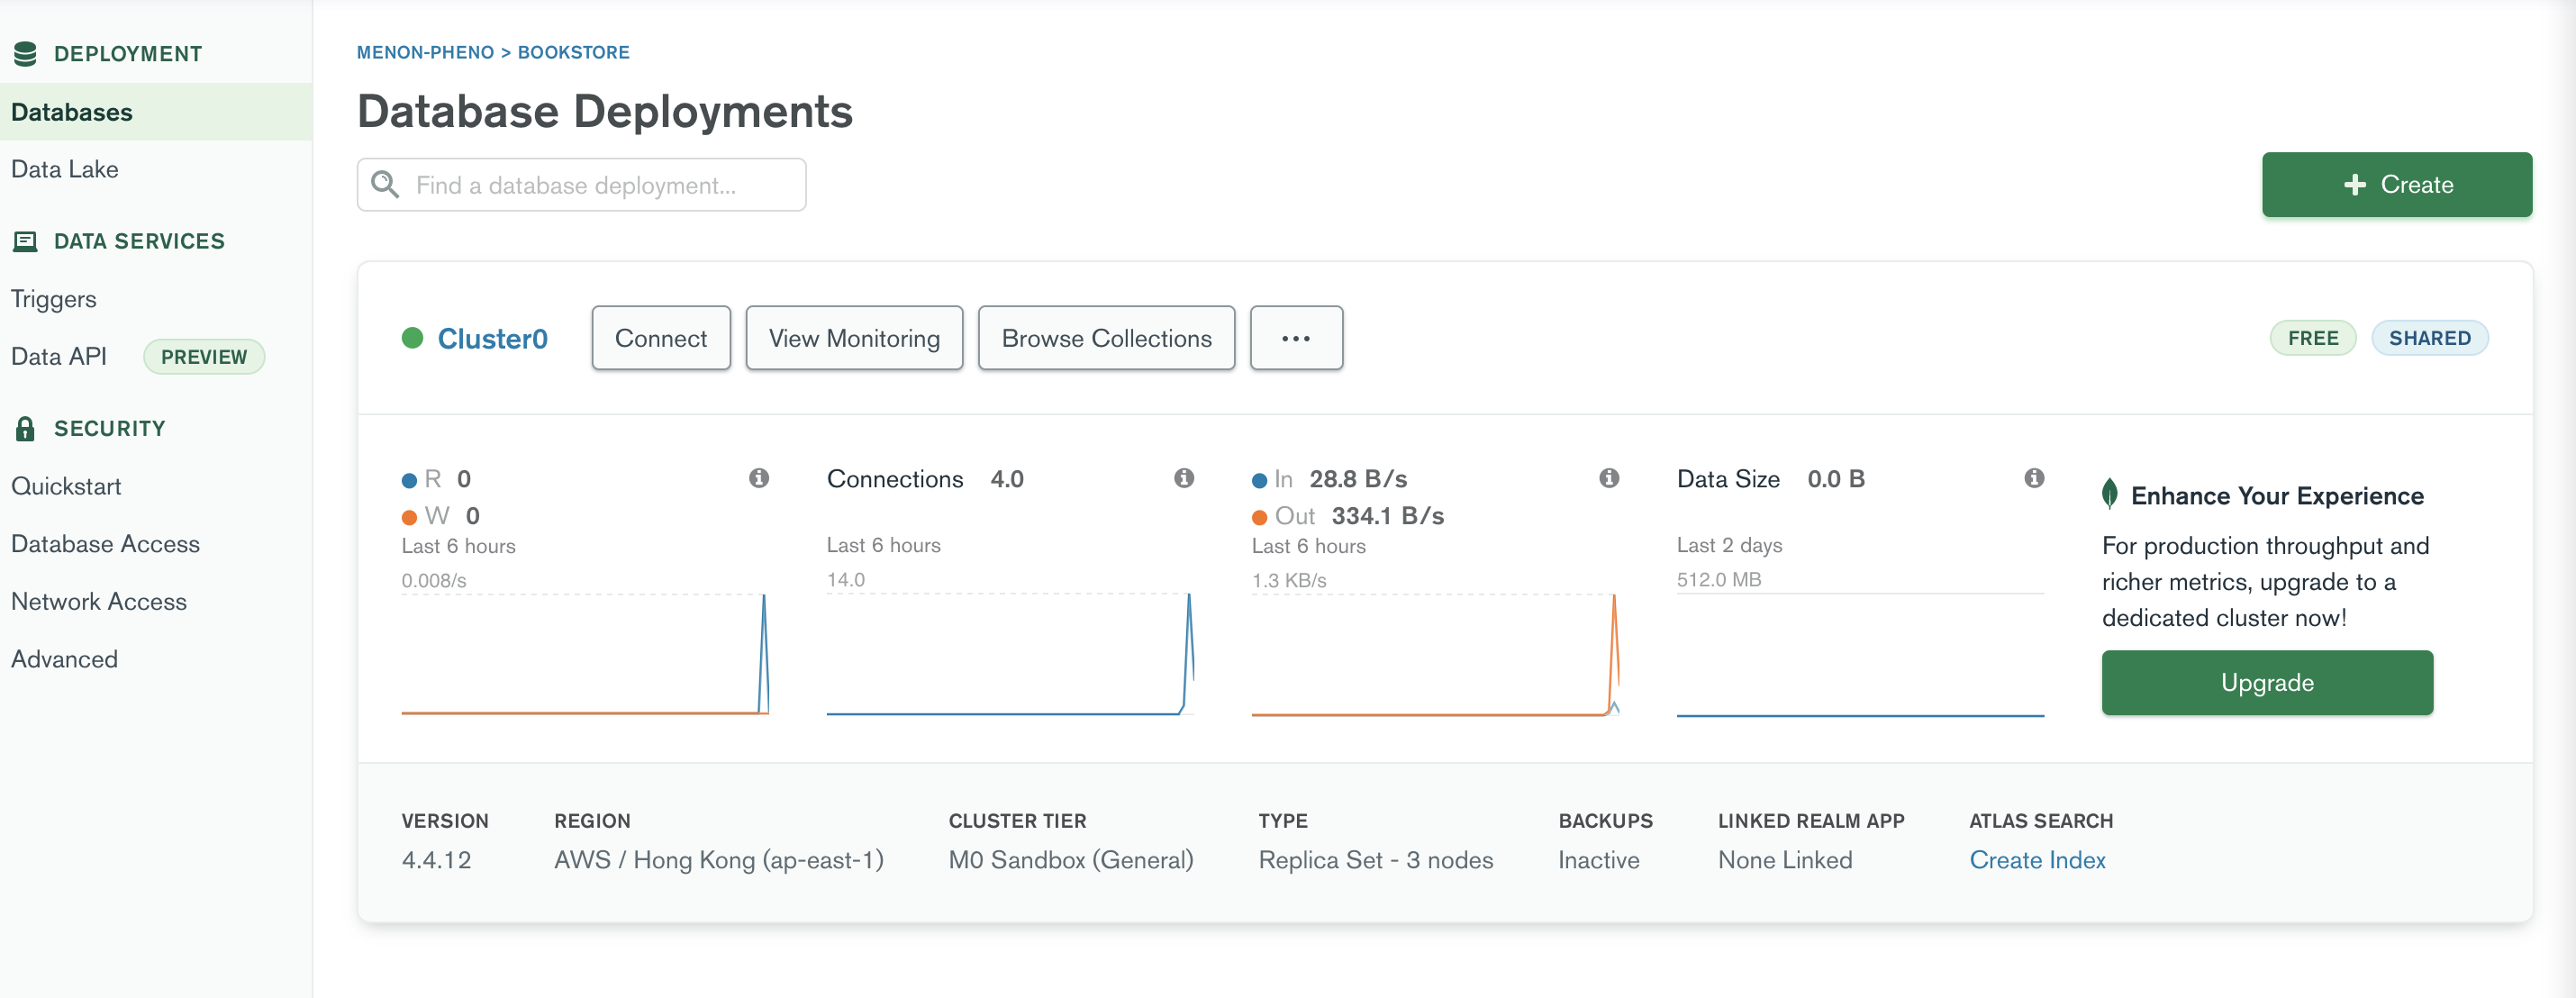 DEPLOYMENT
Databases
Data Lake
DATA SERVICES
Triggers
Data API PREVIEW
SECURITY
Quickstart
Database Access
Network Access
Advanced
MENON-PHENO > BOOKSTORE
Database Deployments
Find a database deployment...
+ Create
Cluster0 Connect View Monitoring Browse Collections ... FREE SHARED
R 0
W 0
Last 6 hours
0.008/s
Connections 4.0
Last 6 hours
14.0
In 28.8 B/s
Out 334.1 B/s
Last 6 hours
1.3 KB/s
Data Size 0.0 B
Last 2 days
512.0 MB
Enhance Your Experience
For production throughput and
richer metrics, upgrade to a
dedicated cluster now!
Upgrade
VERSION REGION CLUSTER TIER TYPE BACKUPS LINKED REALM APP ATLAS SEARCH
4.4.12 AWS / Hong Kong (ap-east-1) M0 Sandbox (General) Replica Set - 3 nodes Inactive None Linked Create Index